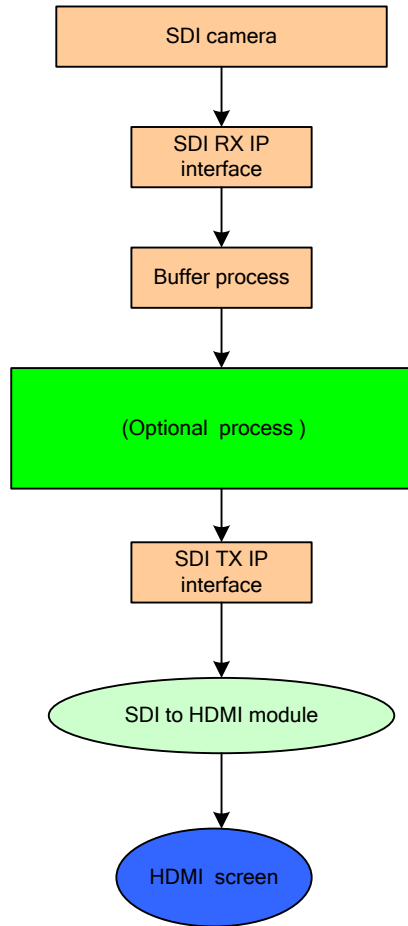 SDI camera
SDI RX IP
interface
Buffer process
(Optional process )
SDI TX IP
interface
SDI to HDMI module
HDMI screen